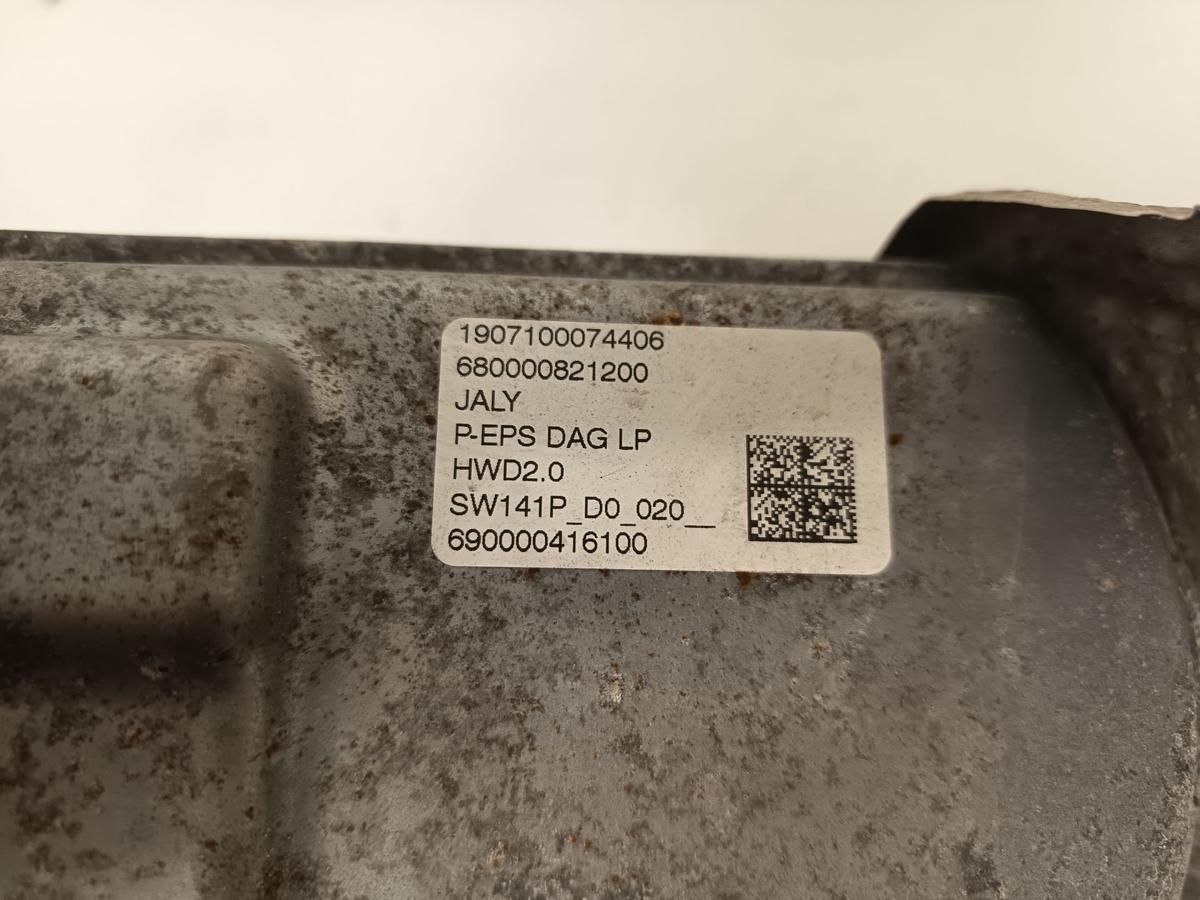 1907100074406
680000821200
JALY
P-EPS DAG LP
HWD2.0
SW141P_D0_020__
690000416100